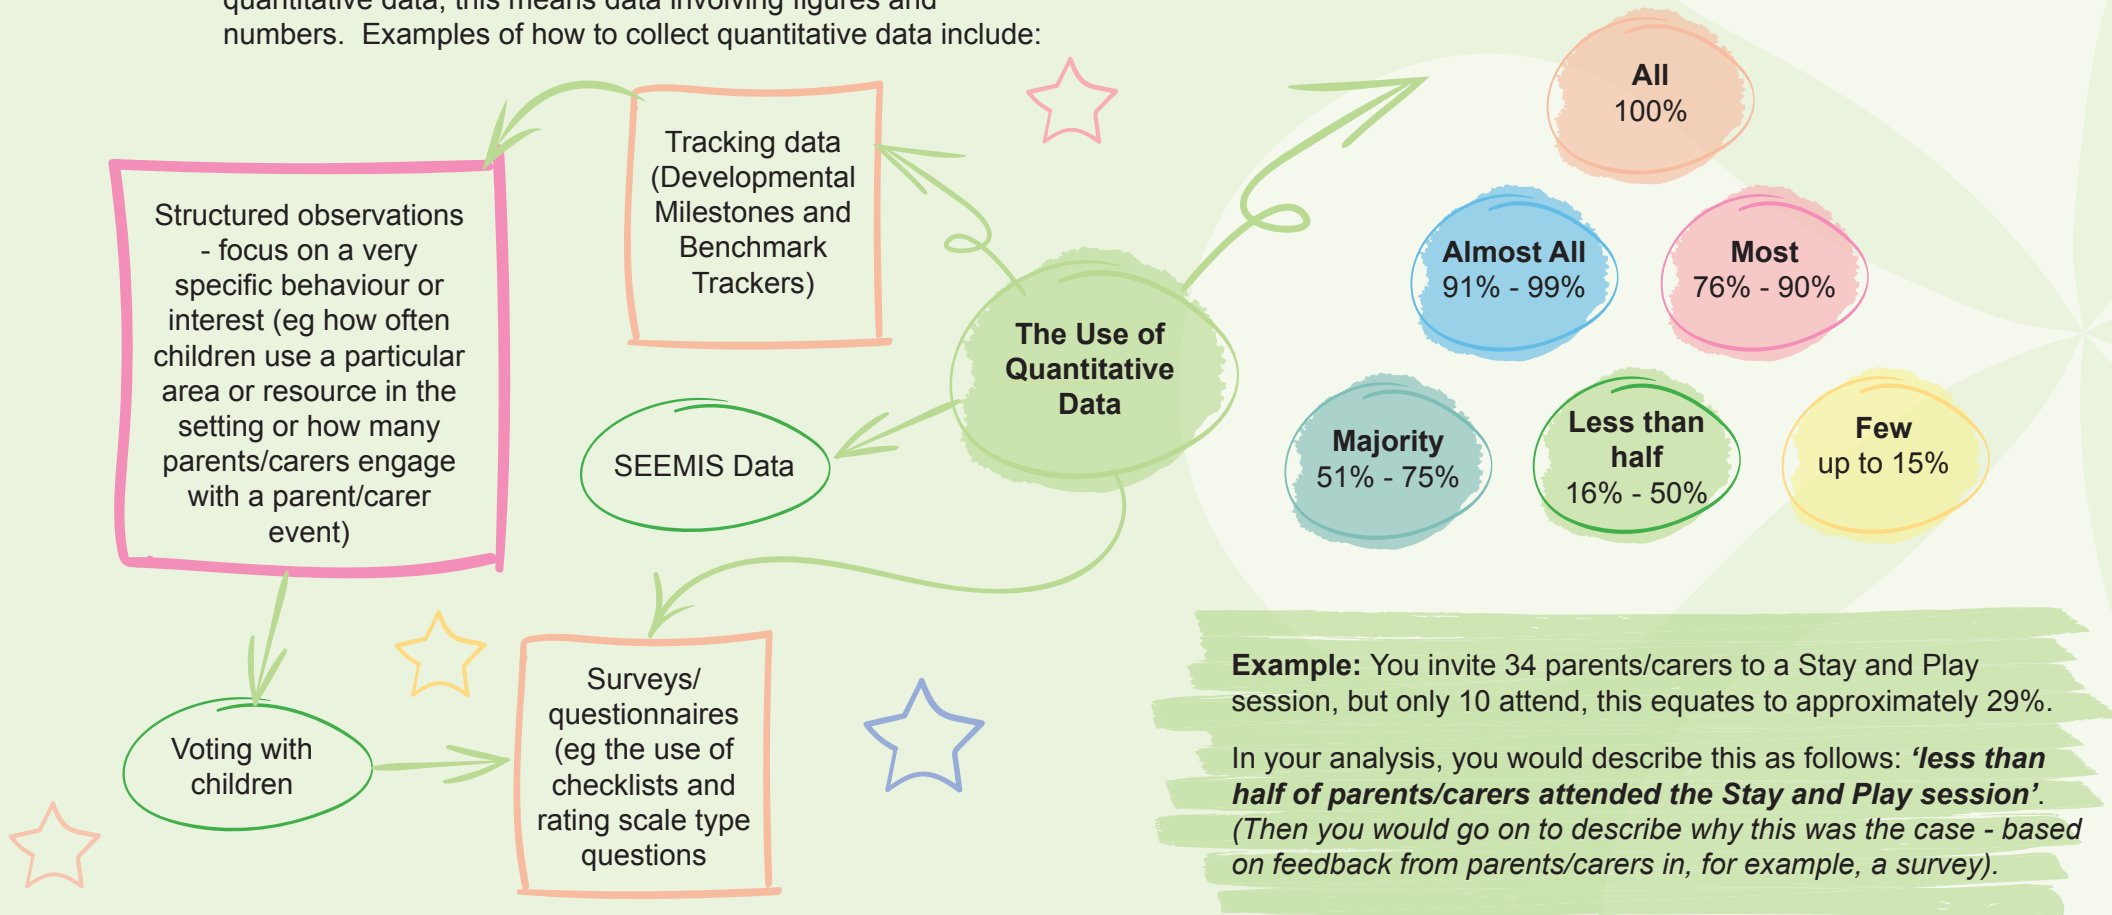 quantitative data, this means data involving figures and
numbers. Examples of how to collect quantitative data include:
Tracking data
(Developmental
Milestones and
Benchmark
Trackers)
Structured observations
- focus on a very
specific behaviour or
interest (eg how often
children use a particular
area or resource in the
setting or how many
parents/carers engage
with a parent/carer
event)
The Use of
Quantitative
Data
SEEMIS Data
Voting with
children
Surveys/
questionnaires
(eg the use of
checklists and
rating scale type
questions
All
100%
Almost All
91% - 99%
Most
76% - 90%
Majority
51% - 75%
Less than
half
16% - 50%
Few
up to 15%
Example: You invite 34 parents/carers to a Stay and Play
session, but only 10 attend, this equates to approximately 29%.
In your analysis, you would describe this as follows: ‘less than
half of parents/carers attended the Stay and Play session’.
(Then you would go on to describe why this was the case - based
on feedback from parents/carers in, for example, a survey).